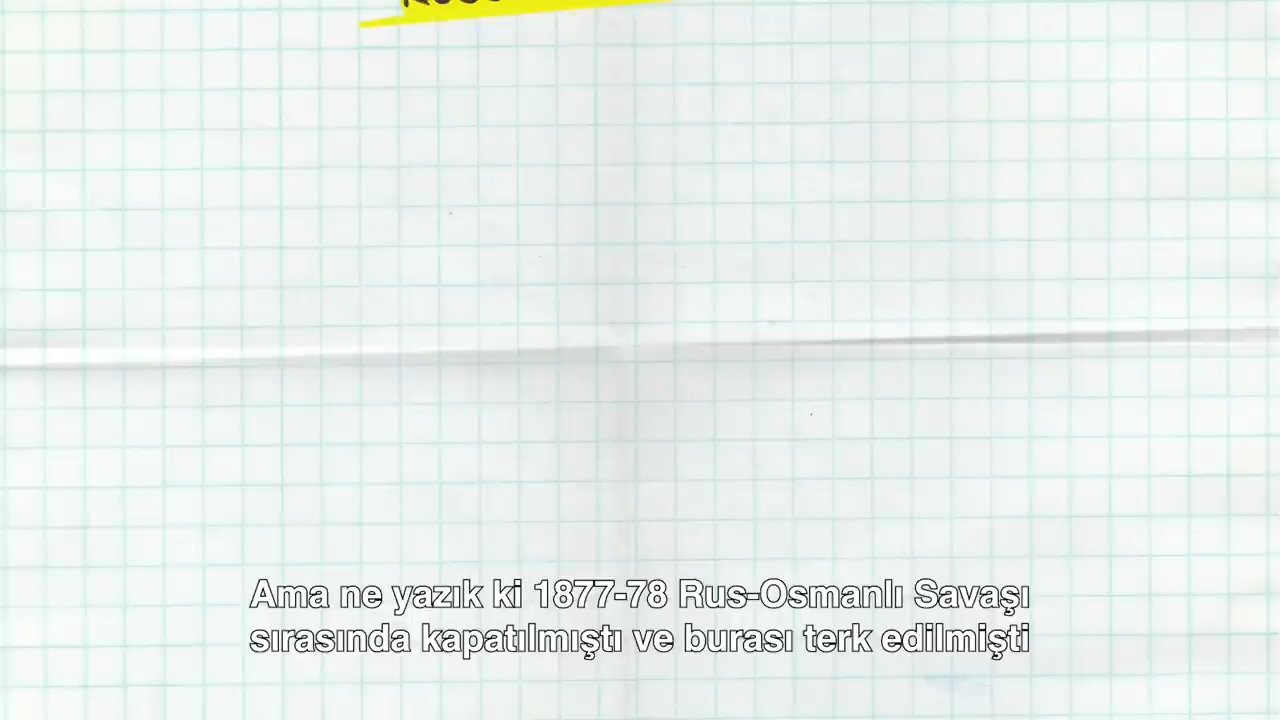 Ama ne yazık ki 1877-78 Rus-Osmanlı Savaşı
sırasında kapatılmıştı ve burası terk edilmişti